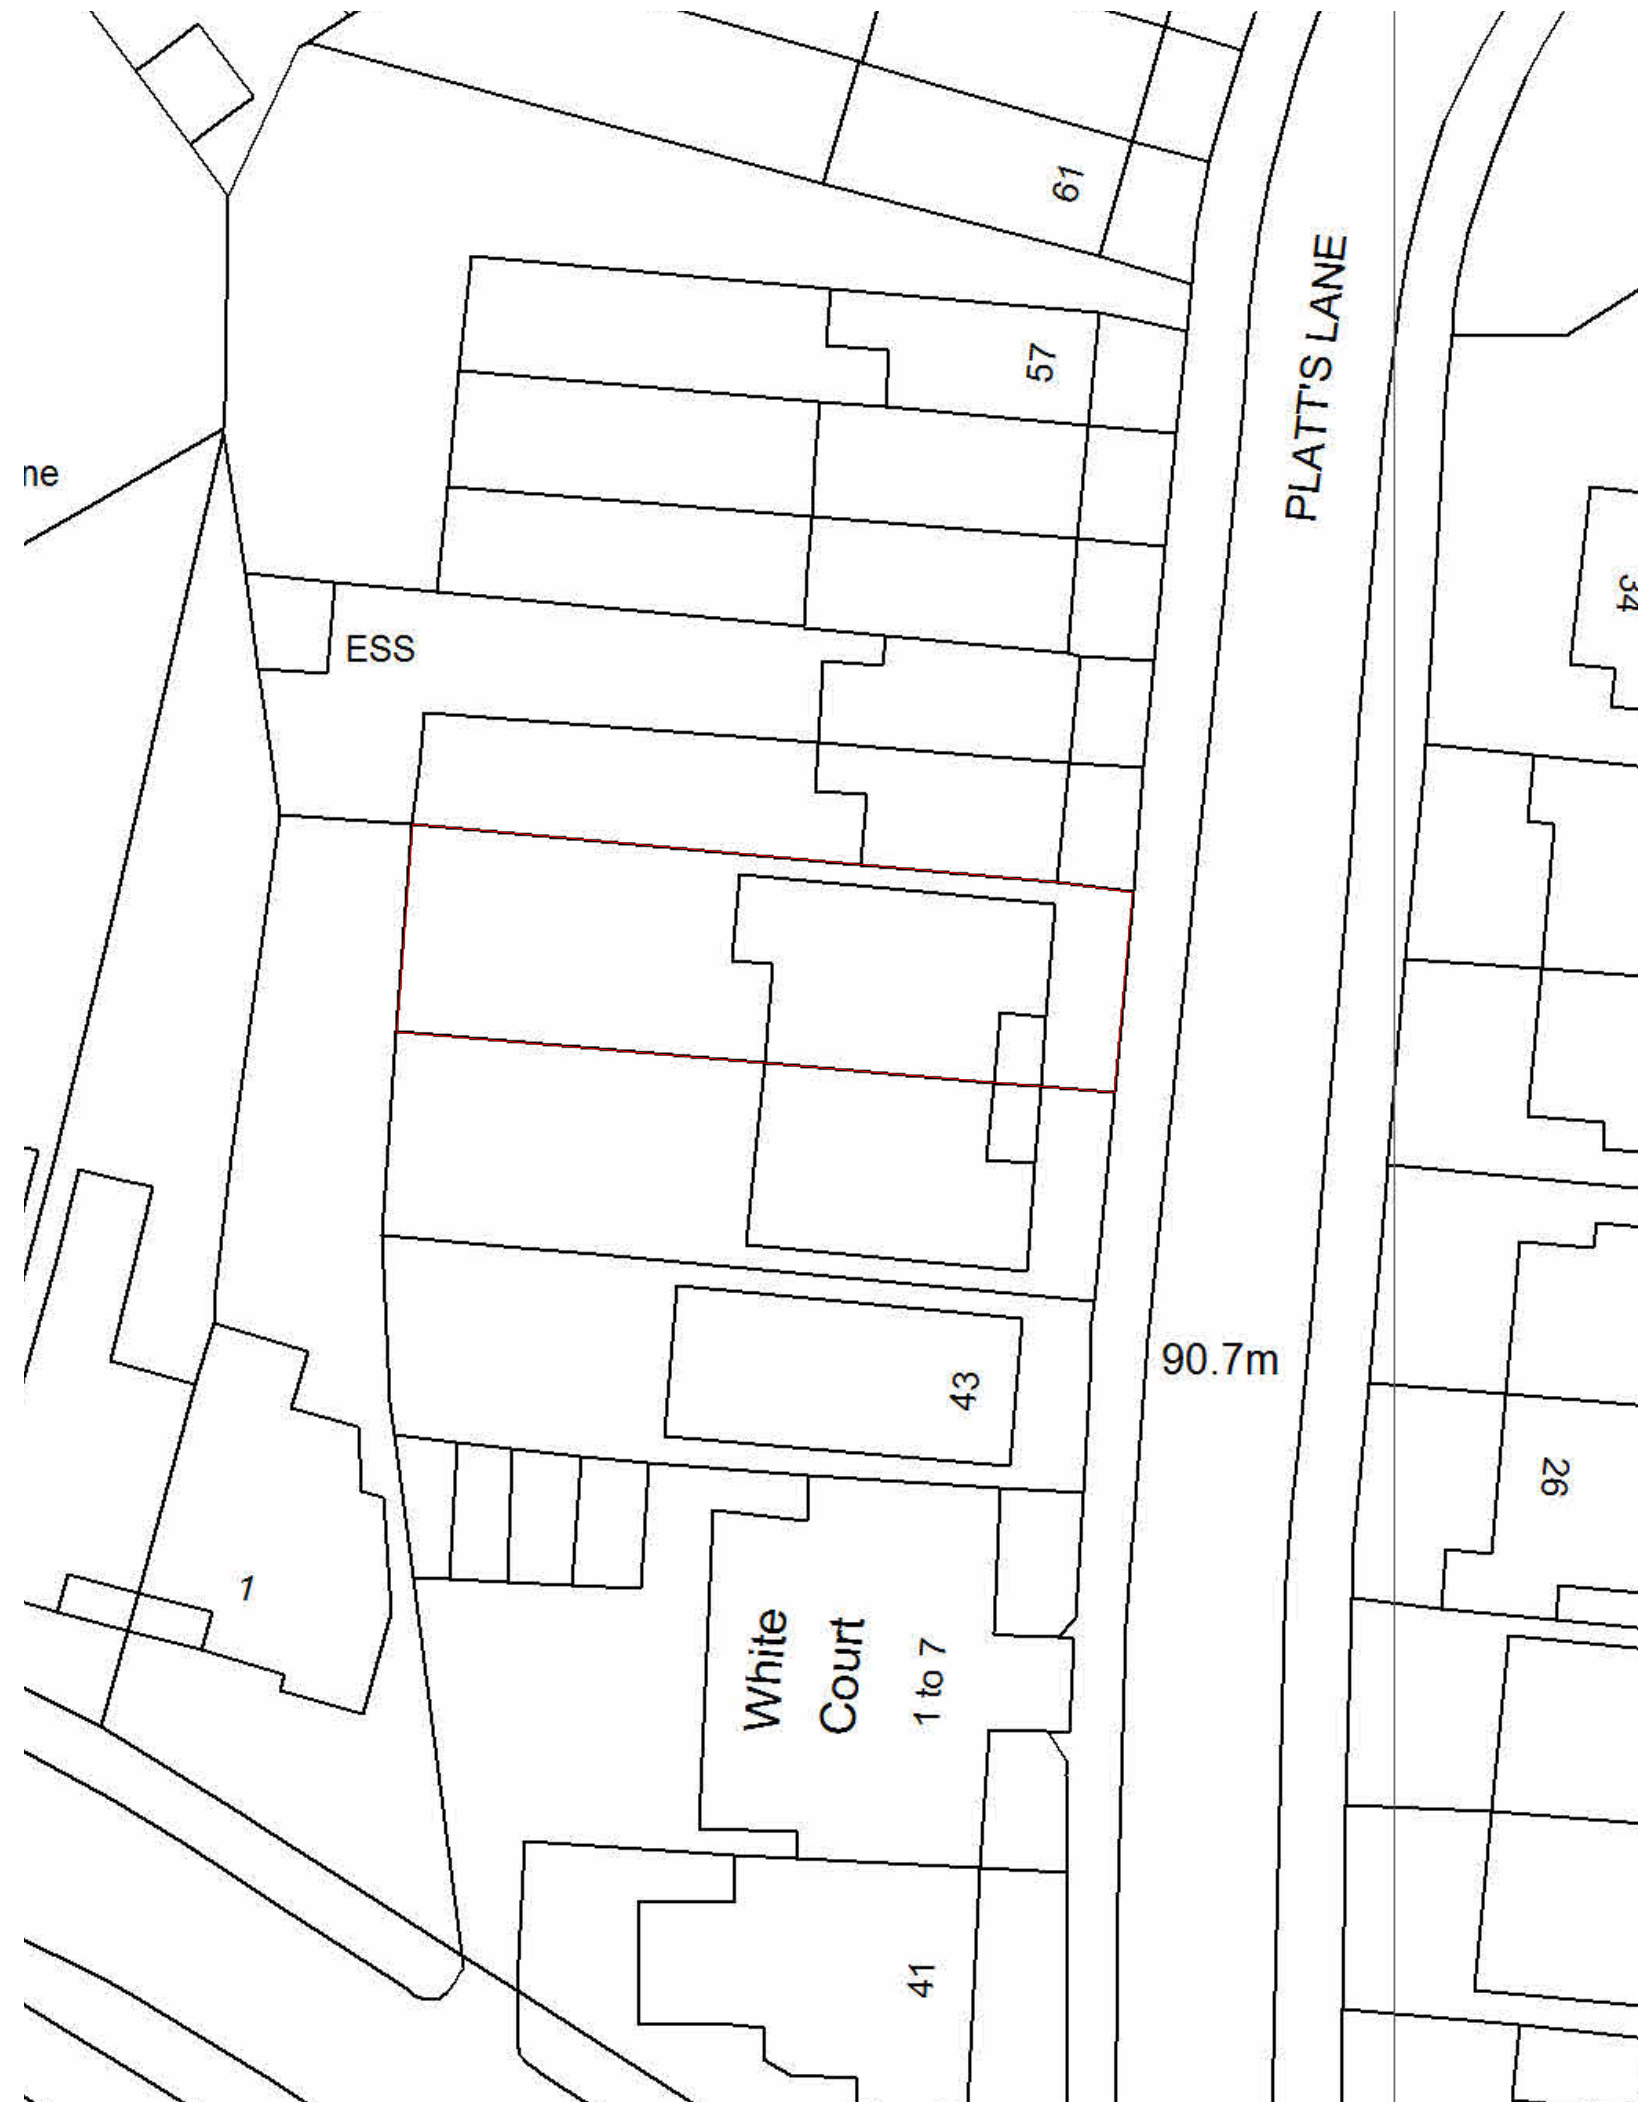 61
PLATT'S LANE
57
ne
34
ESS
90.7m
43
26
1
White
Court
1 to 7
41